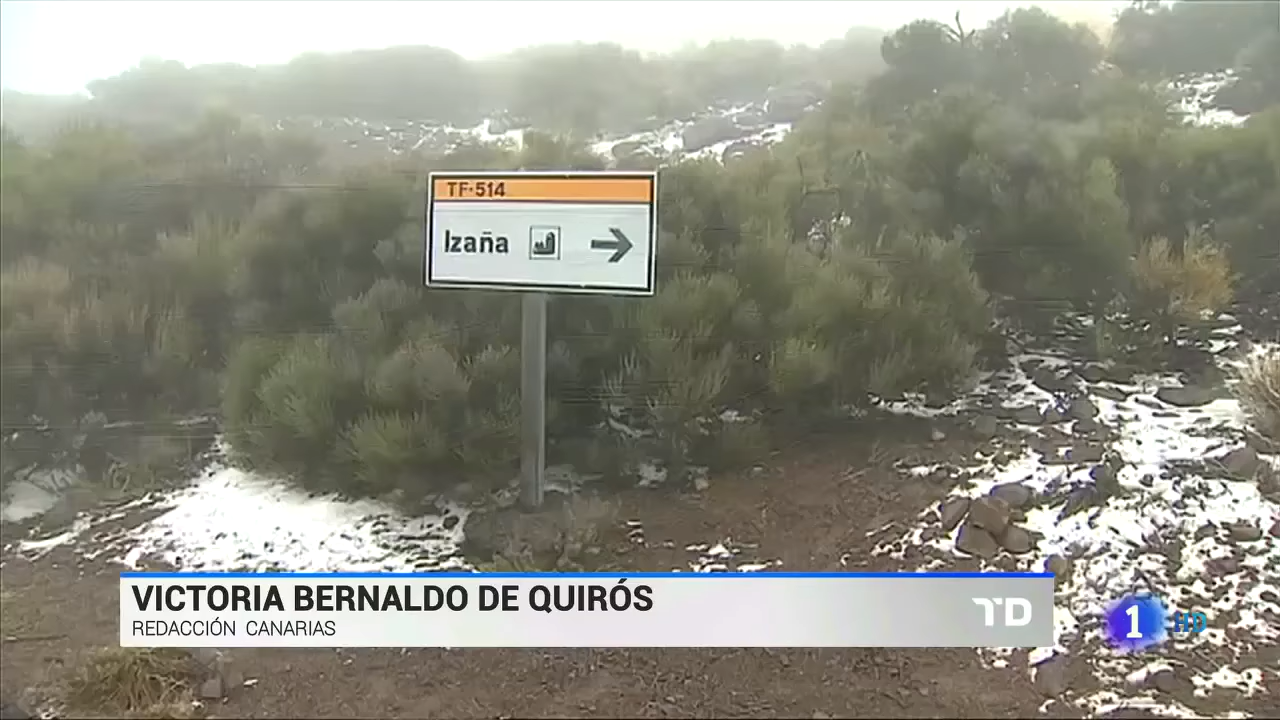 TF-514
Izaña
VICTORIA BERNALDO DE QUIRÓS
REDACCIÓN CANARIAS
TD
1 HD